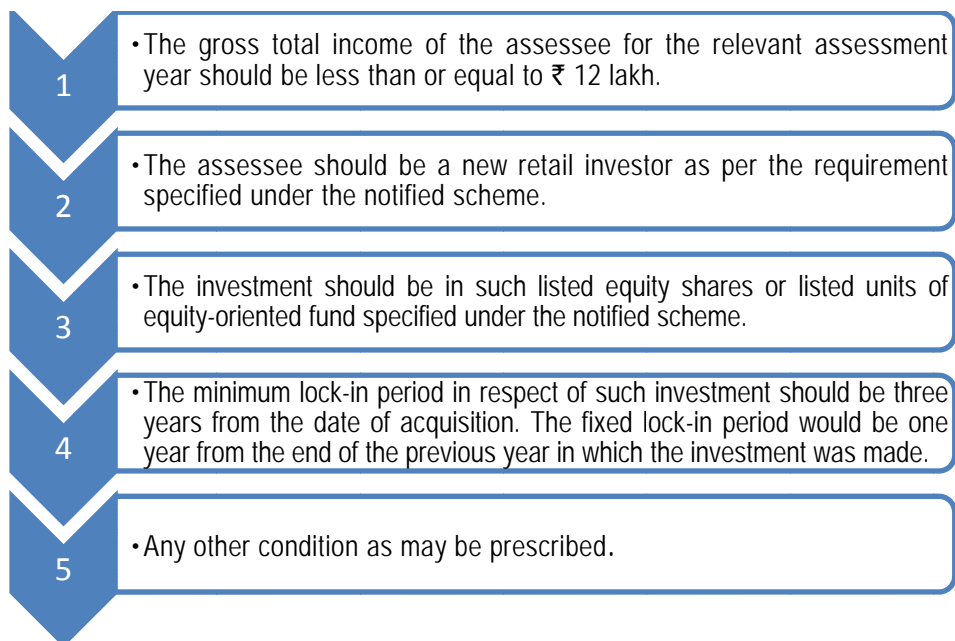 1
•The gross total income of the assessee for the relevant assessment
year should be less than or equal to ₹ 12 lakh.
2
•The assessee should be a new retail investor as per the requirement
specified under the notified scheme.
3
•The investment should be in such listed equity shares or listed units of
equity-oriented fund specified under the notified scheme.
4
•The minimum lock-in period in respect of such investment should be three
years from the date of acquisition. The fixed lock-in period would be one
year from the end of the previous year in which the investment was made.
5
•Any other condition as may be prescribed.